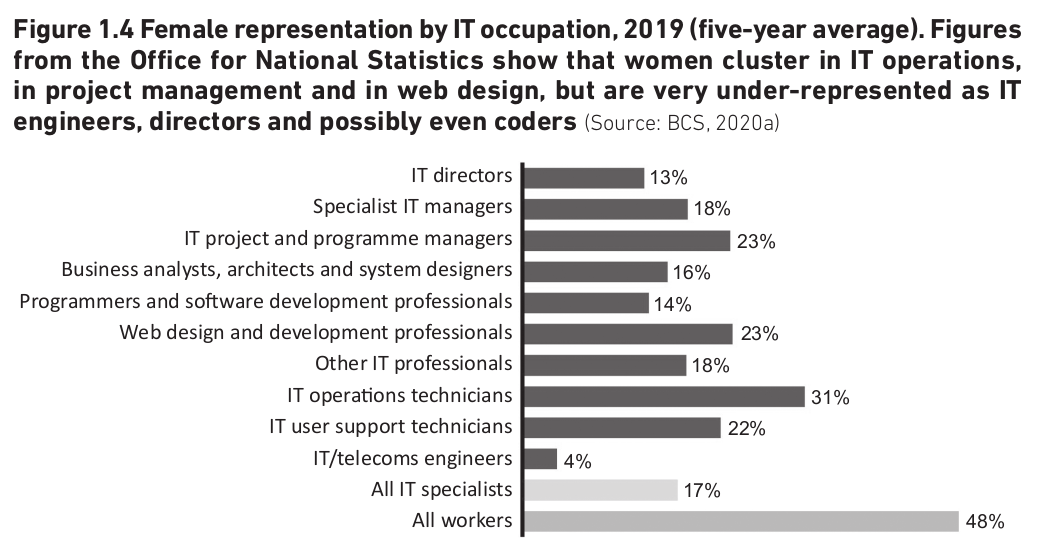 Figure 1.4 Female representation by IT occupation, 2019 (five-year average). Figures
from the Office for National Statistics show that women cluster in IT operations,
in project management and in web design, but are very under-represented as IT
engineers, directors and possibly even coders (Source: BCS, 2020a)
IT directors 13%
Specialist IT managers 18%
IT project and programme managers 23%
Business analysts, architects and system designers 16%
Programmers and software development professionals 14%
Web design and development professionals 23%
Other IT professionals 18%
IT operations technicians 31%
IT user support technicians 22%
IT/telecoms engineers 4%
All IT specialists 17%
All workers 48%